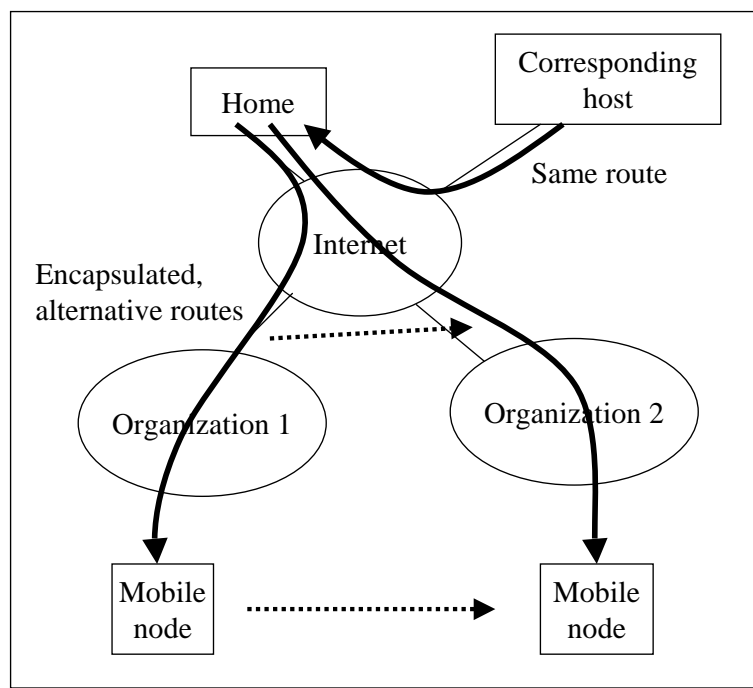 Home
Corresponding
host
Same route
Internet
Encapsulated,
alternative routes
Organization 1
Organization 2
Mobile
node
Mobile
node